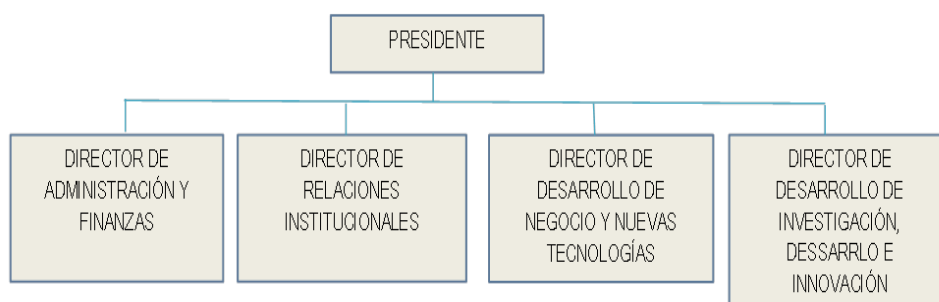 PRESIDENTE
DIRECTOR DE
ADMINISTRACIÓN Y
FINANZAS
DIRECTOR DE
RELACIONES
INSTITUCIONALES
DIRECTOR DE
DESARROLLO DE
NEGOCIO Y NUEVAS
TECNOLOGÍAS
DIRECTOR DE
DESARROLLO DE
INVESTIGACIÓN,
DESSARRLO E
INNOVACIÓN